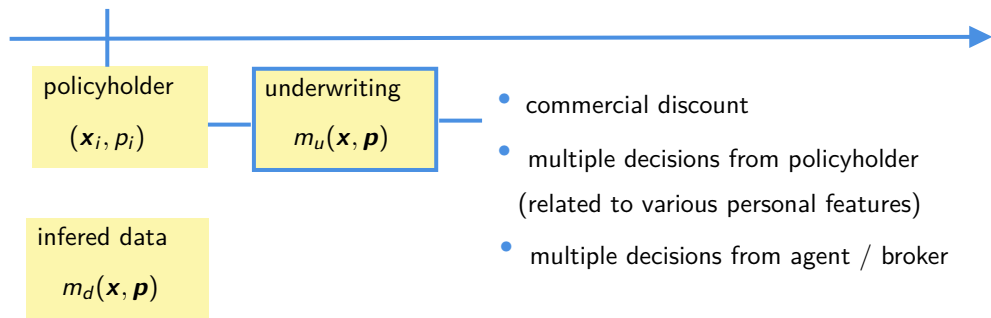 policyholder
(𝒙ᵢ, pᵢ)
underwriting
mᵤ(𝒙, 𝒑)
• commercial discount
• multiple decisions from policyholder
(related to various personal features)
• multiple decisions from agent / broker
infered data
m_d(𝒙, 𝒑)